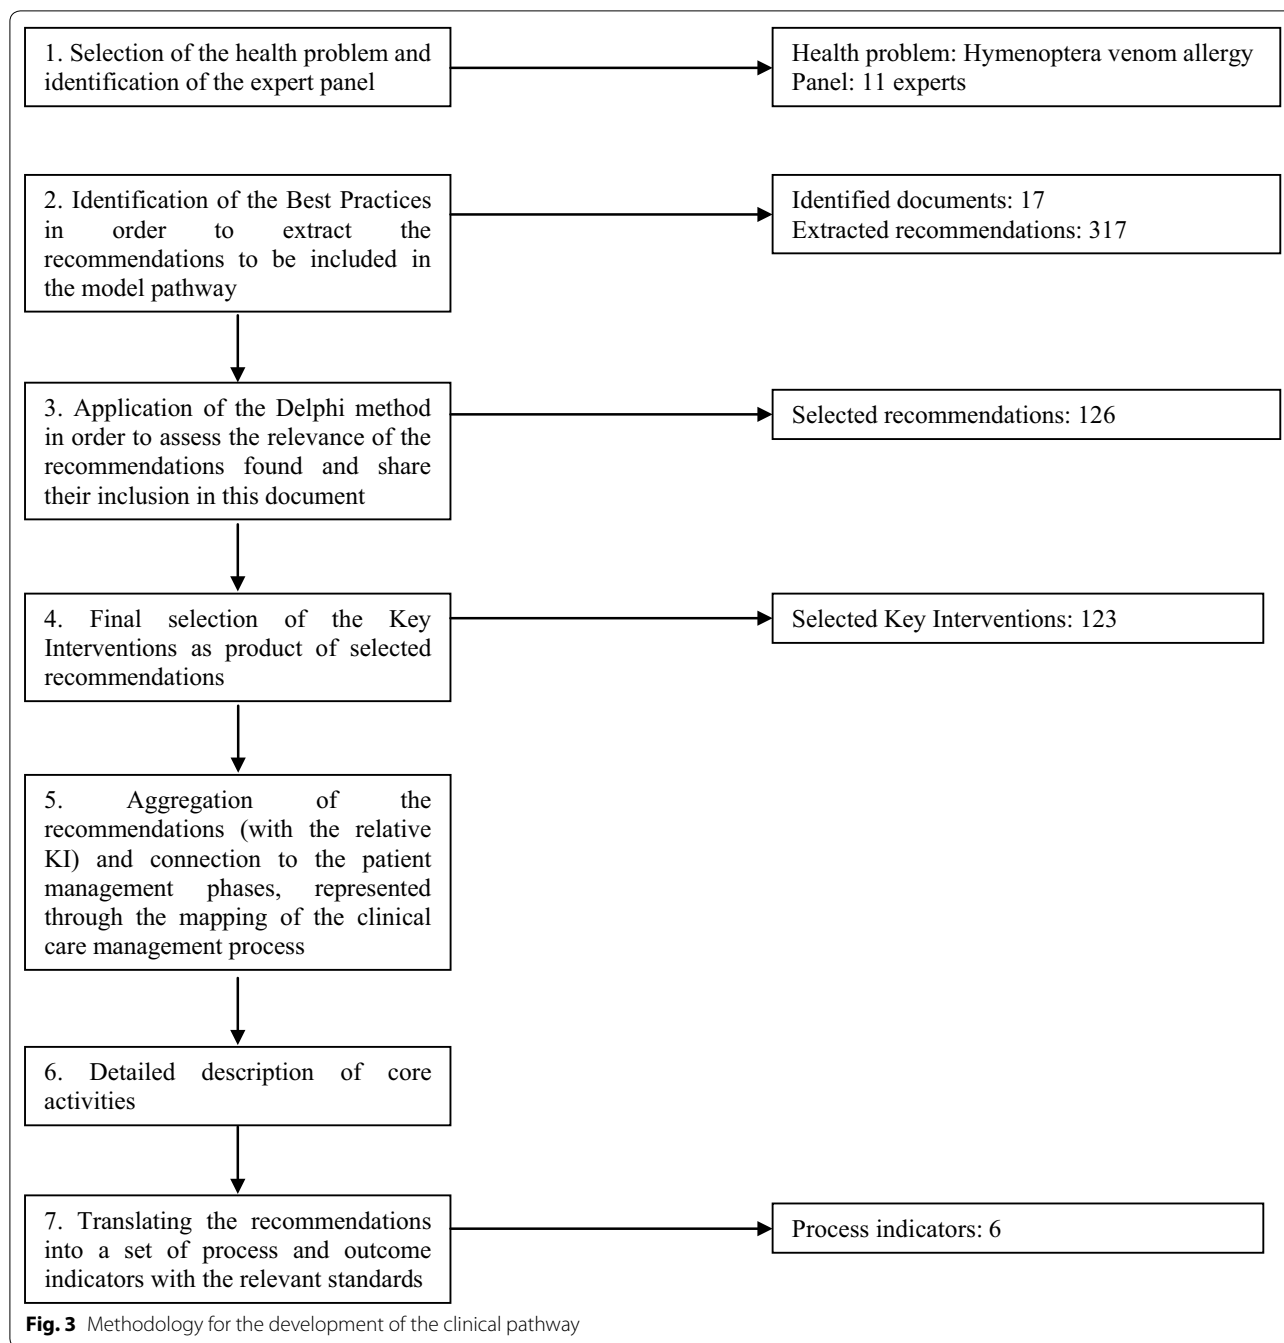 1. Selection of the health problem and
identification of the expert panel
Health problem: Hymenoptera venom allergy
Panel: 11 experts
2. Identification of the Best Practices
in order to extract the
recommendations to be included in
the model pathway
Identified documents: 17
Extracted recommendations: 317
3. Application of the Delphi method
in order to assess the relevance of the
recommendations found and share
their inclusion in this document
Selected recommendations: 126
4. Final selection of the Key
Interventions as product of selected
recommendations
Selected Key Interventions: 123
5. Aggregation of the
recommendations (with the relative
KI) and connection to the patient
management phases, represented
through the mapping of the clinical
care management process
6. Detailed description of core
activities
7. Translating the recommendations
into a set of process and outcome
indicators with the relevant standards
Process indicators: 6
Fig. 3 Methodology for the development of the clinical pathway